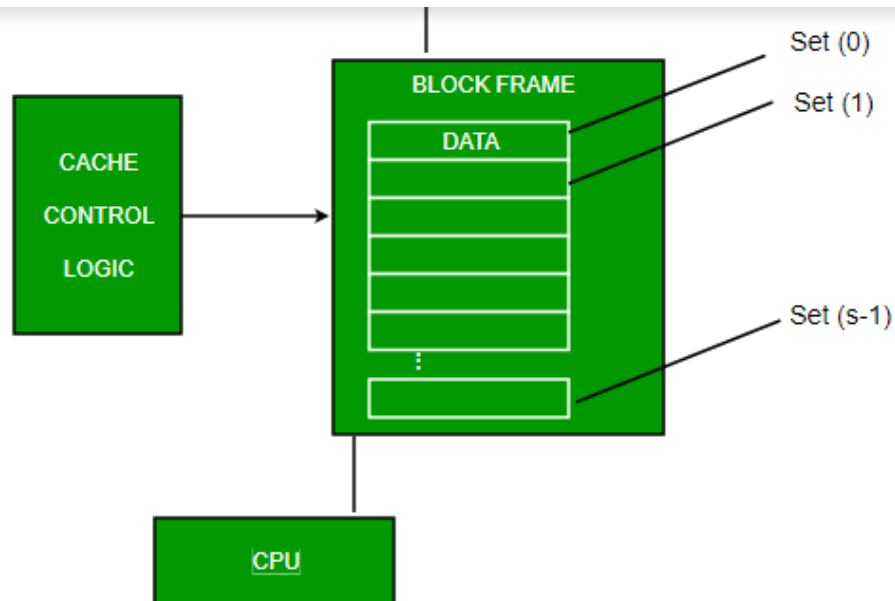 Set (0)
BLOCK FRAME
Set (1)
DATA
CACHE
CONTROL
LOGIC
Set (s-1)
CPU